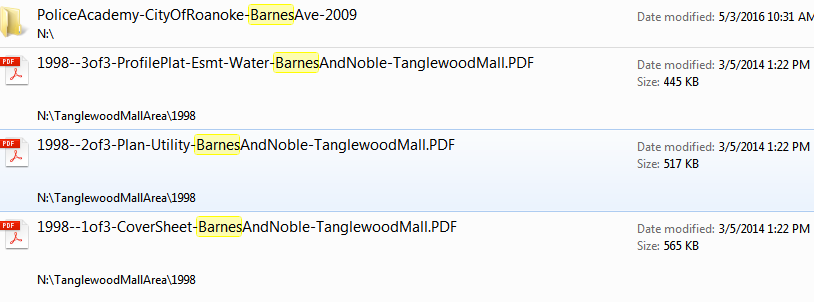 PoliceAcademy-CityOfRoanoke-BarnesAve-2009
Date modified: 5/3/2016 10:31 AM
N:\
PDF
1998--3of3-ProfilePlat-Esmt-Water-BarnesAndNoble-TanglewoodMall.PDF
Date modified: 3/5/2014 1:22 PM
Size: 445 KB
N:\TanglewoodMallArea\1998
PDF
1998--2of3-Plan-Utility-BarnesAndNoble-TanglewoodMall.PDF
Date modified: 3/5/2014 1:22 PM
Size: 517 KB
N:\TanglewoodMallArea\1998
PDF
1998--1of3-CoverSheet-BarnesAndNoble-TanglewoodMall.PDF
Date modified: 3/5/2014 1:22 PM
Size: 565 KB
N:\TanglewoodMallArea\1998